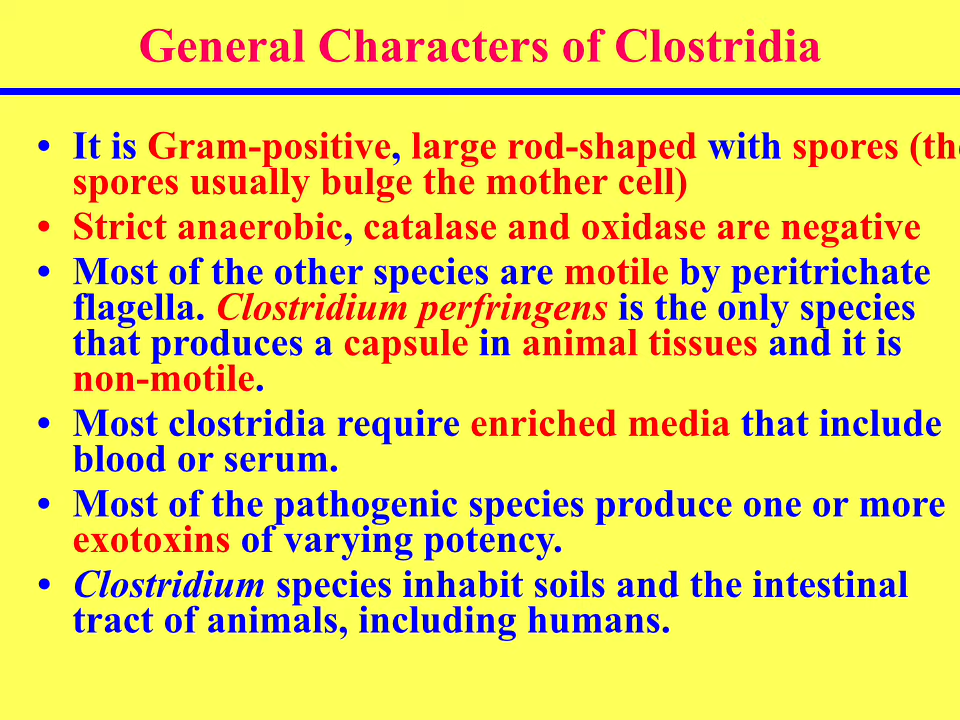 General Characters of Clostridia
• It is Gram-positive, large rod-shaped with spores (th
spores usually bulge the mother cell)
• Strict anaerobic, catalase and oxidase are negative
• Most of the other species are motile by peritrichate
flagella. Clostridium perfringens is the only species
that produces a capsule in animal tissues and it is
non-motile.
• Most clostridia require enriched media that include
blood or serum.
• Most of the pathogenic species produce one or more
exotoxins of varying potency.
• Clostridium species inhabit soils and the intestinal
tract of animals, including humans.